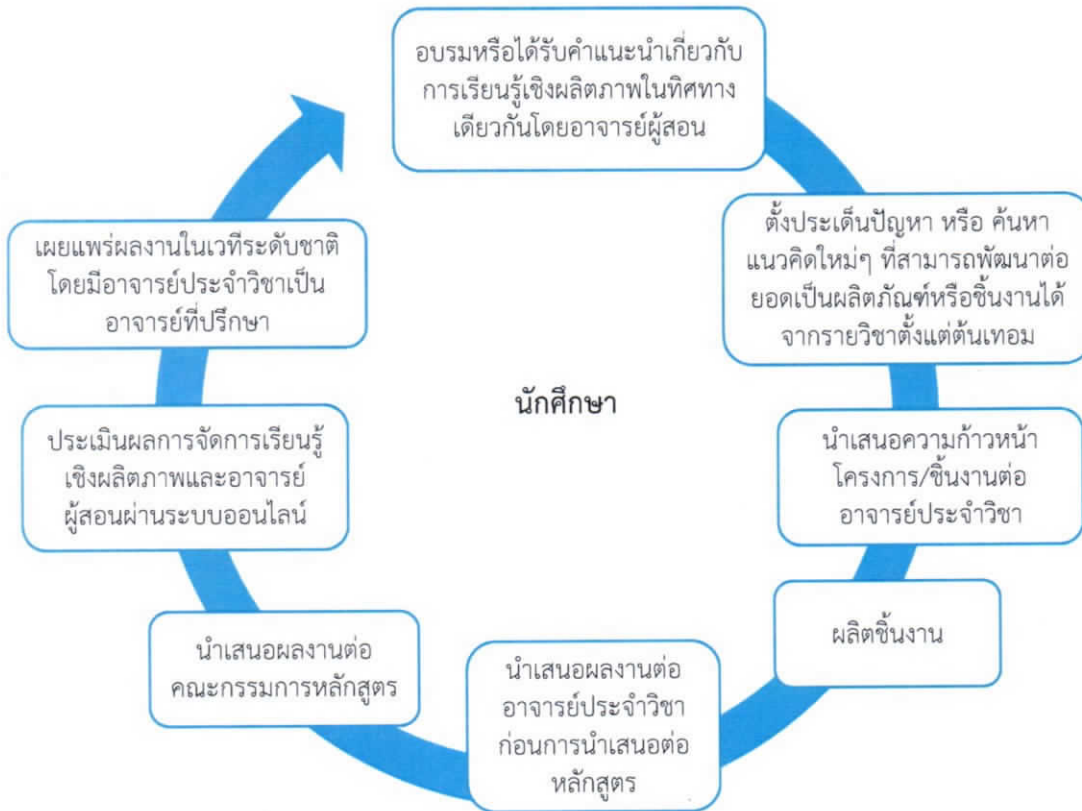 อบรมหรือได้รับคำแนะนำเกี่ยวกับ
การเรียนรู้เชิงผลิตภาพในทิศทาง
เดียวกันโดยอาจารย์ผู้สอน
ตั้งประเด็นปัญหา หรือ ค้นหา
แนวคิดใหม่ๆ ที่สามารถพัฒนาต่อ
ยอดเป็นผลิตภัณฑ์หรือชิ้นงานได้
จากรายวิชาตั้งแต่ต้นเทอม
นำเสนอความก้าวหน้า
โครงการ/ชิ้นงานต่อ
อาจารย์ประจำวิชา
ผลิตชิ้นงาน
นำเสนอผลงานต่อ
อาจารย์ประจำวิชา
ก่อนการนำเสนอต่อ
หลักสูตร
นำเสนอผลงานต่อ
คณะกรรมการหลักสูตร
ประเมินผลการจัดการเรียนรู้
เชิงผลิตภาพและอาจารย์
ผู้สอนผ่านระบบออนไลน์
เผยแพร่ผลงานในเวทีระดับชาติ
โดยมีอาจารย์ประจำวิชาเป็น
อาจารย์ที่ปรึกษา
นักศึกษา